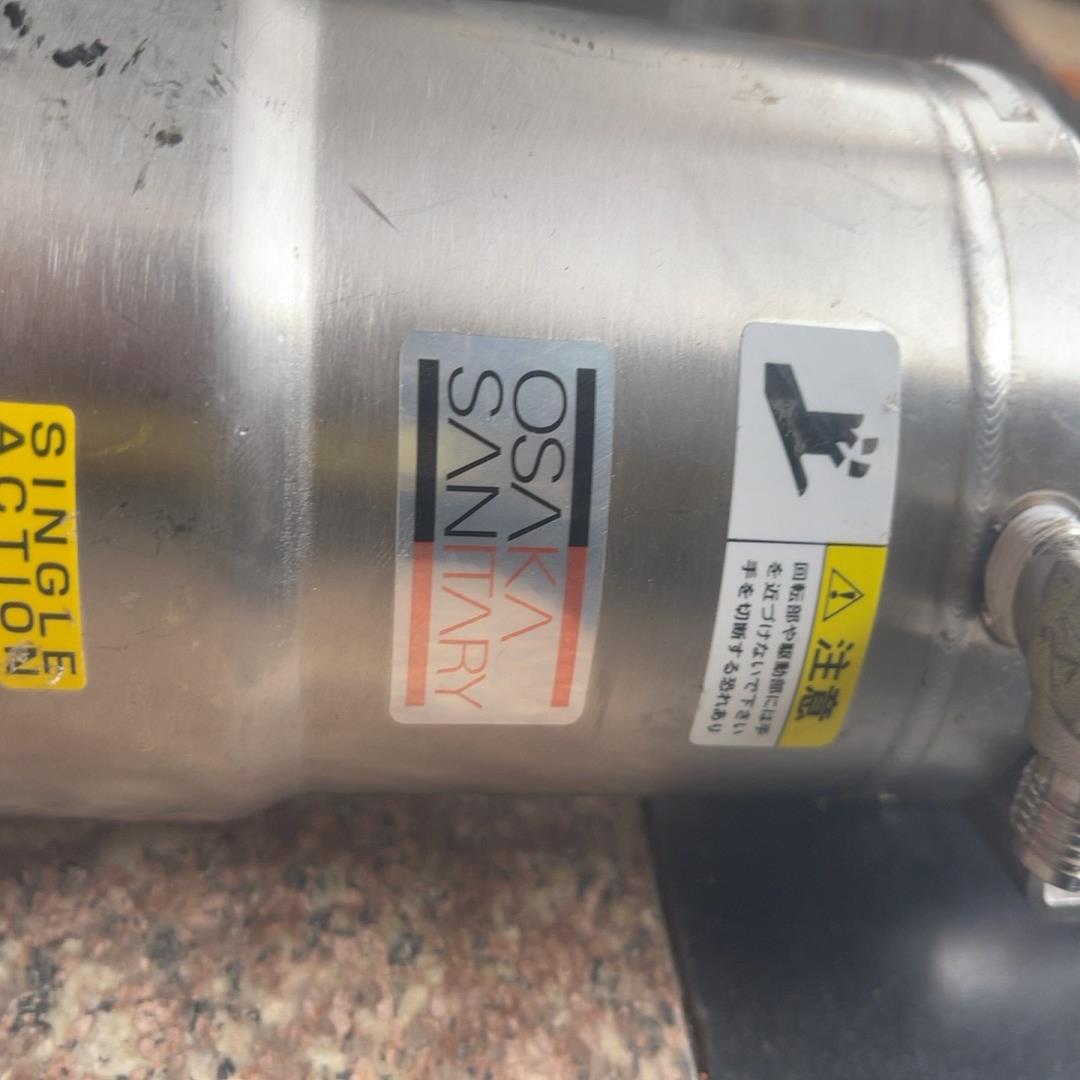 SINGLE
ACTION
OSAKA
SANITARY
注意
回転部や駆動部には手
を近づけないで下さい
手を切断する恐れあり